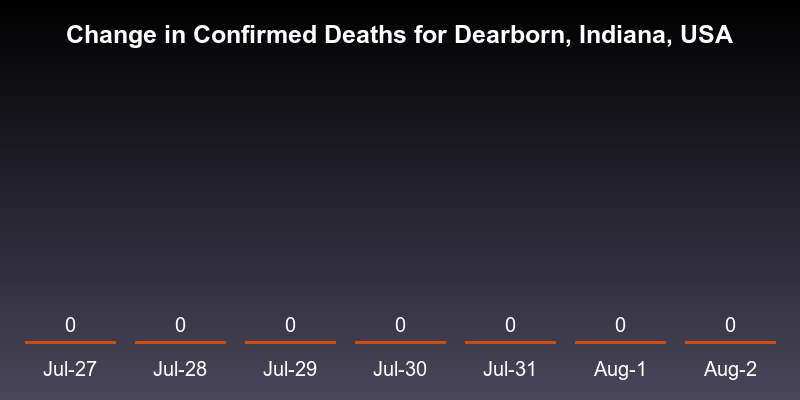 Change in Confirmed Deaths for Dearborn, Indiana, USA
0 0 0 0 0 0 0
Jul-27 Jul-28 Jul-29 Jul-30 Jul-31 Aug-1 Aug-2